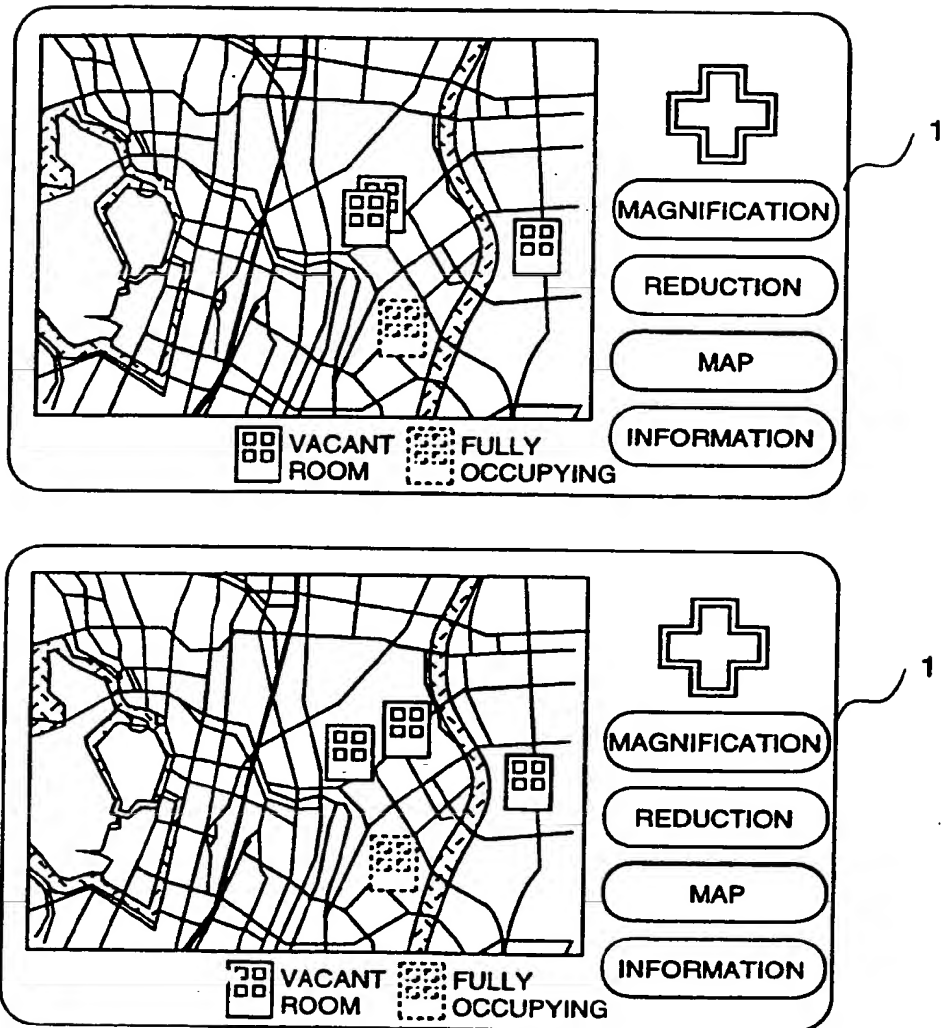 1
MAGNIFICATION
REDUCTION
MAP
INFORMATION
VACANT
ROOM
FULLY
OCCUPYING
1
MAGNIFICATION
REDUCTION
MAP
INFORMATION
VACANT
ROOM
FULLY
OCCUPYING